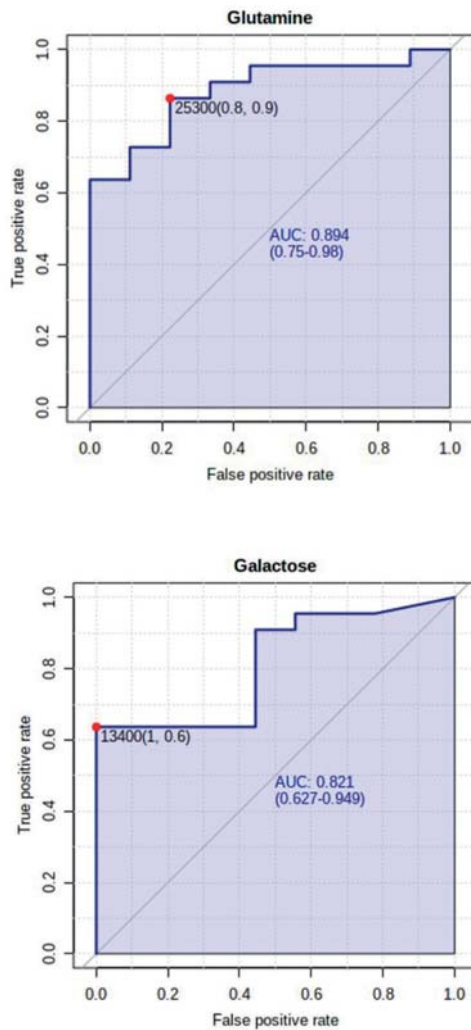 Glutamine
True positive rate
1.0
0.8
0.6
0.4
0.2
0.0
25300(0.8, 0.9)
AUC: 0.894
(0.75-0.98)
0.0 0.2 0.4 0.6 0.8 1.0
False positive rate
Galactose
True positive rate
1.0
0.8
0.6
0.4
0.2
0.0
13400(1, 0.6)
AUC: 0.821
(0.627-0.949)
0.0 0.2 0.4 0.6 0.8 1.0
False positive rate